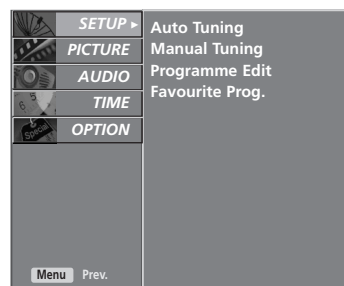 SETUP ►
PICTURE
AUDIO
TIME
OPTION
Auto Tuning
Manual Tuning
Programme Edit
Favourite Prog.
Menu Prev.